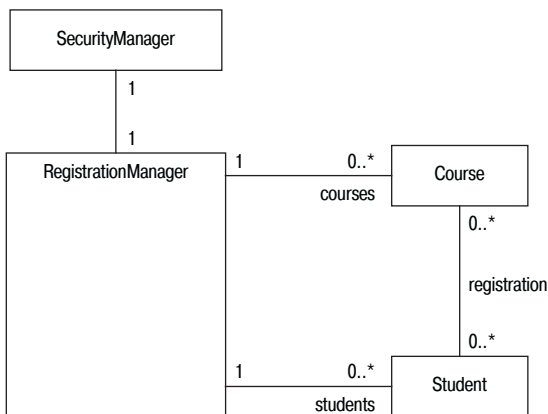 SecurityManager
1
1
RegistrationManager
1 0..*
courses
Course
0..*
registration
0..*
1 0..*
students
Student